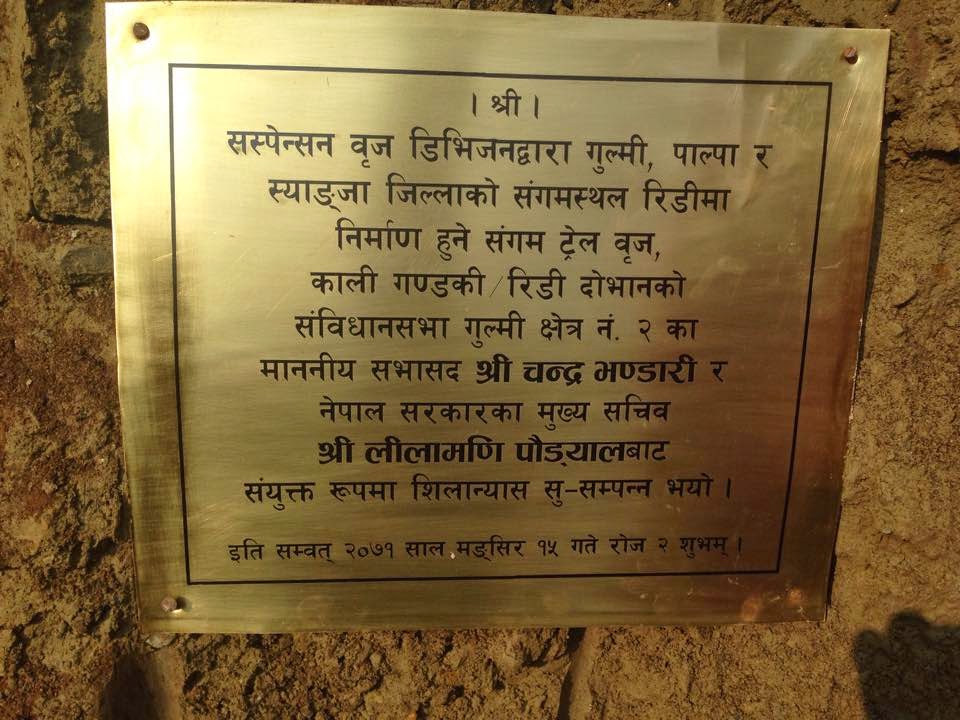 । श्री ।
सस्पेन्सन वृज डिभिजनद्वारा गुल्मी, पाल्पा र
स्याङ्जा जिल्लाको संगमस्थल रिडीमा
निर्माण हुने संगम ट्रेल वृज,
काली गण्डकी/रिडी दोभानको
संविधानसभा गुल्मी क्षेत्र नं. २ का
माननीय सभासद श्री चन्द्र भण्डारी र
नेपाल सरकारका मुख्य सचिव
श्री लीलामणि पौड्यालबाट
संयुक्त रूपमा शिलान्यास सु-सम्पन्न भयो ।
इति सम्वत् २०७१ साल मङ्सिर १५ गते रोज २ शुभम् ।